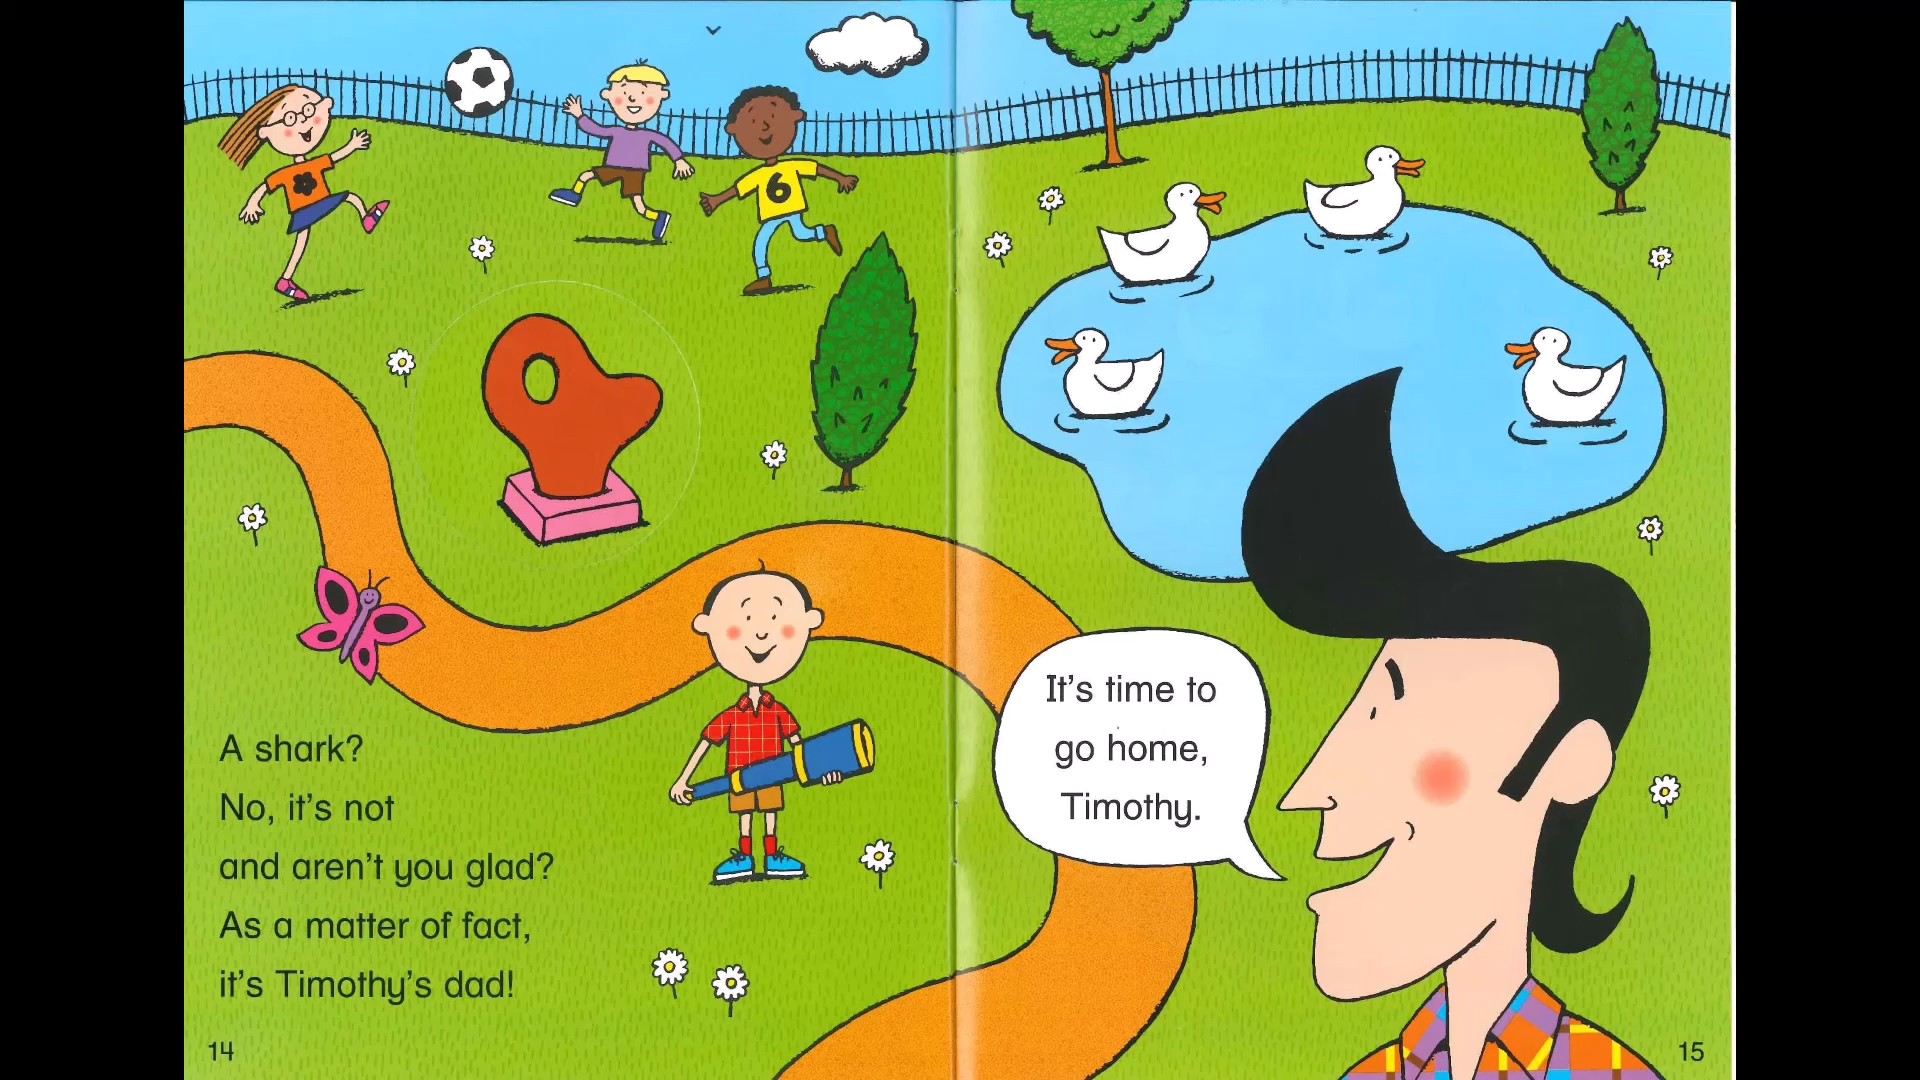 6
A shark?
No, it's not
and aren't you glad?
As a matter of fact,
it's Timothy's dad!
14
It's time to
go home,
Timothy.
15